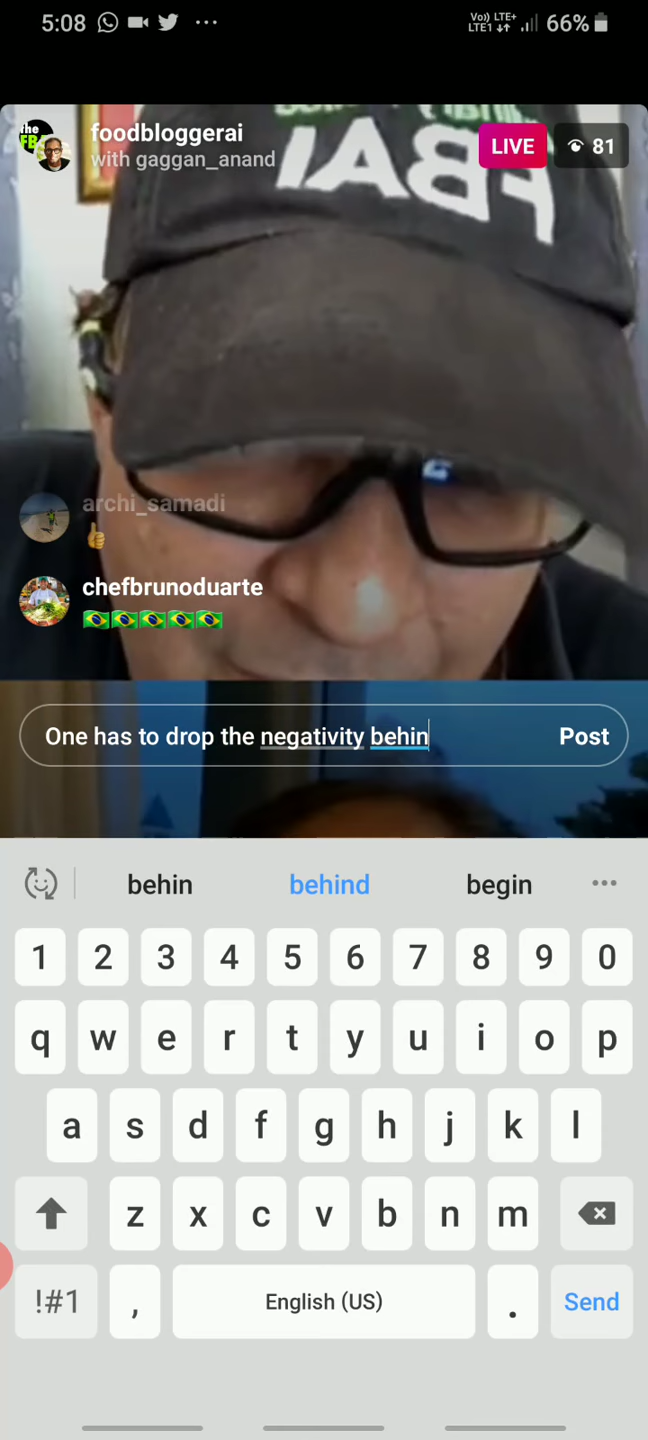 5:08
Vo) LTE+
LTE1
66%
the
FBAI
foodbloggerai
with gaggan_anand
LIVE
81
FBAI
archi_samadi
👍
chefbrunoduarte
🇧🇷🇧🇷🇧🇷🇧🇷🇧🇷
One has to drop the negativity behin
Post
behin behind begin
1 2 3 4 5 6 7 8 9 0
q w e r t y u i o p
a s d f g h j k l
z x c v b n m
!#1 , English (US) . Send